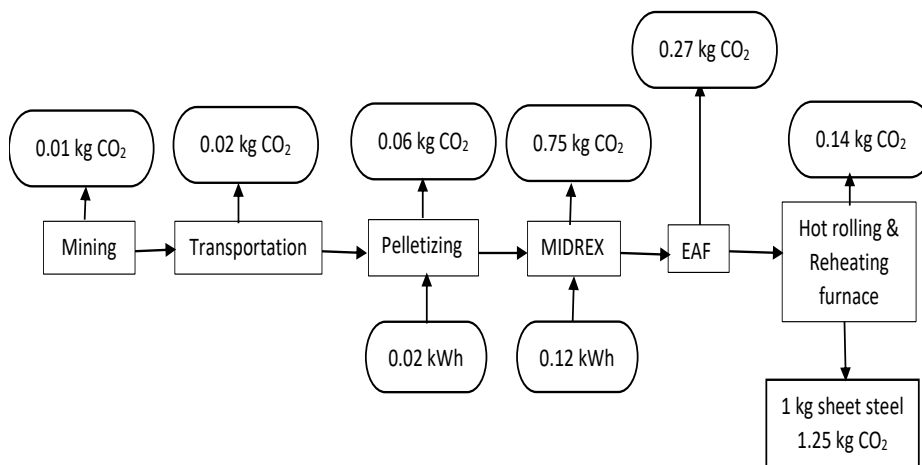 0.27 kg CO₂
0.01 kg CO₂
0.02 kg CO₂
0.06 kg CO₂
0.75 kg CO₂
0.14 kg CO₂
Mining
Transportation
Pelletizing
MIDREX
EAF
Hot rolling &
Reheating
furnace
0.02 kWh
0.12 kWh
1 kg sheet steel
1.25 kg CO₂